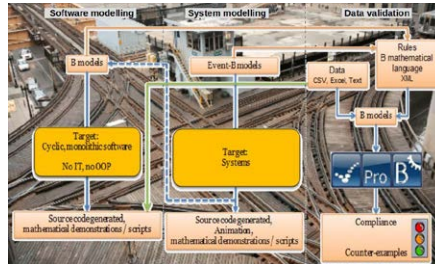 Software modelling
System modelling
Data validation
B models
Event-B models
Data
CSV, Excel, Text
Rules
B mathematical
language
XML
B models
Target:
Cyclic, monolithic software
No IT, no OOP
Target:
Systems
Pro B
Source code generated,
mathematical demonstrations / scripts
Source code generated,
Animation,
mathematical demonstrations / scripts
Compliance
Counter-examples